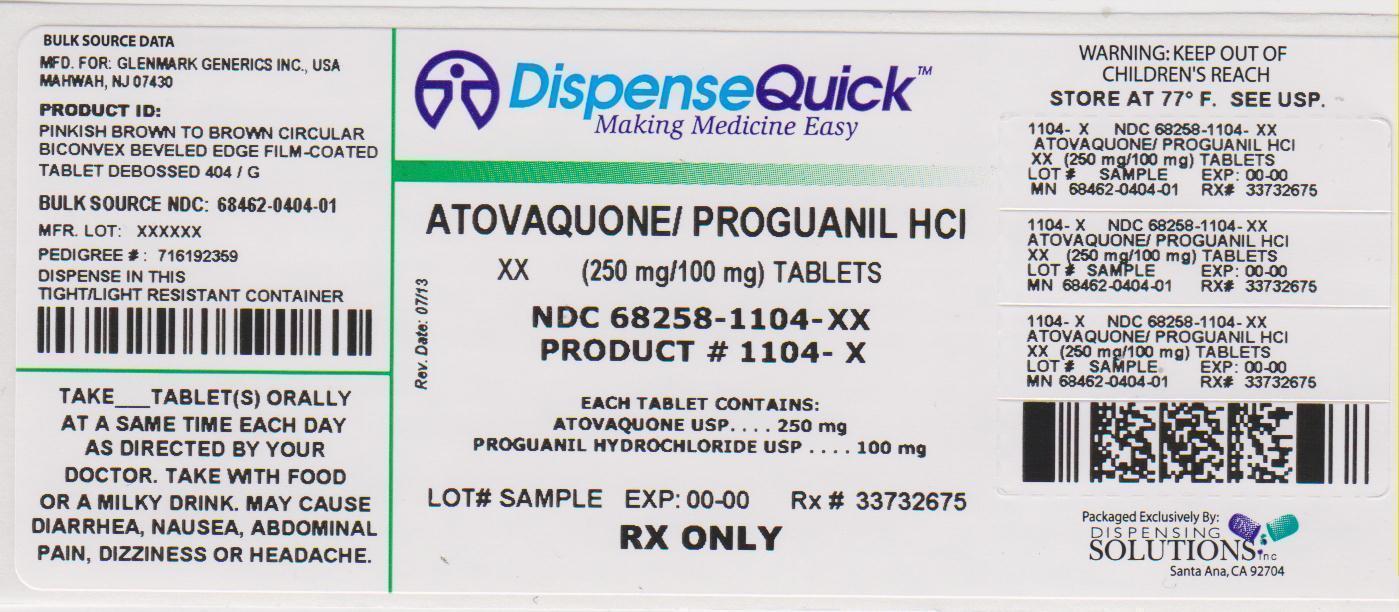 BULK SOURCE DATA
MFD. FOR: GLENMARK GENERICS INC., USA
MAHWAH, NJ 07430
PRODUCT ID:
PINKISH BROWN TO BROWN CIRCULAR
BICONVEX BEVELED EDGE FILM-COATED
TABLET DEBOSSED 404 / G
BULK SOURCE NDC: 68462-0404-01
MFR. LOT: XXXXXX
PEDIGREE #: 716192359
DISPENSE IN THIS
TIGHT/LIGHT RESISTANT CONTAINER
TAKE___TABLET(S) ORALLY
AT A SAME TIME EACH DAY
AS DIRECTED BY YOUR
DOCTOR. TAKE WITH FOOD
OR A MILKY DRINK. MAY CAUSE
DIARRHEA, NAUSEA, ABDOMINAL
PAIN, DIZZINESS OR HEADACHE.
Rev. Date: 07/13
DispenseQuick™
Making Medicine Easy
ATOVAQUONE/ PROGUANIL HCl
XX (250 mg/100 mg) TABLETS
NDC 68258-1104-XX
PRODUCT # 1104- X
EACH TABLET CONTAINS:
ATOVAQUONE USP.... 250 mg
PROGUANIL HYDROCHLORIDE USP .... 100 mg
LOT# SAMPLE EXP: 00-00 Rx # 33732675
RX ONLY
WARNING: KEEP OUT OF
CHILDREN'S REACH
STORE AT 77° F. SEE USP.
1104- X NDC 68258-1104- XX
ATOVAQUONE/ PROGUANIL HCl
XX (250 mg/100 mg) TABLETS
LOT # SAMPLE EXP: 00-00
MN 68462-0404-01 RX# 33732675
1104- X NDC 68258-1104- XX
ATOVAQUONE/ PROGUANIL HCl
XX (250 mg/100 mg) TABLETS
LOT # SAMPLE EXP: 00-00
MN 68462-0404-01 RX# 33732675
1104- X NDC 68258-1104- XX
ATOVAQUONE/ PROGUANIL HCl
XX (250 mg/100 mg) TABLETS
LOT # SAMPLE EXP: 00-00
MN 68462-0404-01 RX# 33732675
Packaged Exclusively By:
DISPENSING
SOLUTIONS Inc
Santa Ana, CA 92704